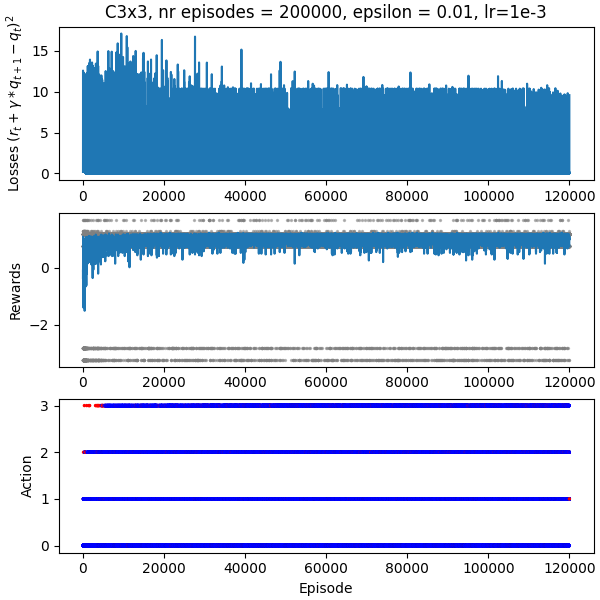 C3x3, nr episodes = 200000, epsilon = 0.01, lr=1e-3
Losses $(r_t + \gamma * q_{t+1} - q_t)^2$
15
10
5
0
0 20000 40000 60000 80000 100000 120000
Rewards
0
−2
0 20000 40000 60000 80000 100000 120000
Action
3
2
1
0
0 20000 40000 60000 80000 100000 120000
Episode